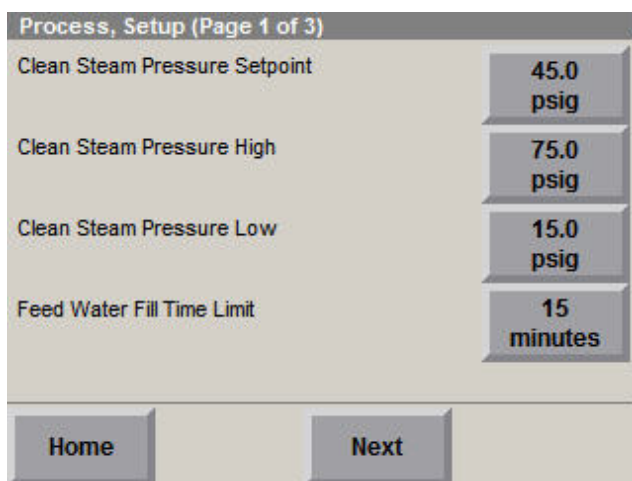 Process, Setup (Page 1 of 3)
Clean Steam Pressure Setpoint
45.0
psig
Clean Steam Pressure High
75.0
psig
Clean Steam Pressure Low
15.0
psig
Feed Water Fill Time Limit
15
minutes
Home
Next